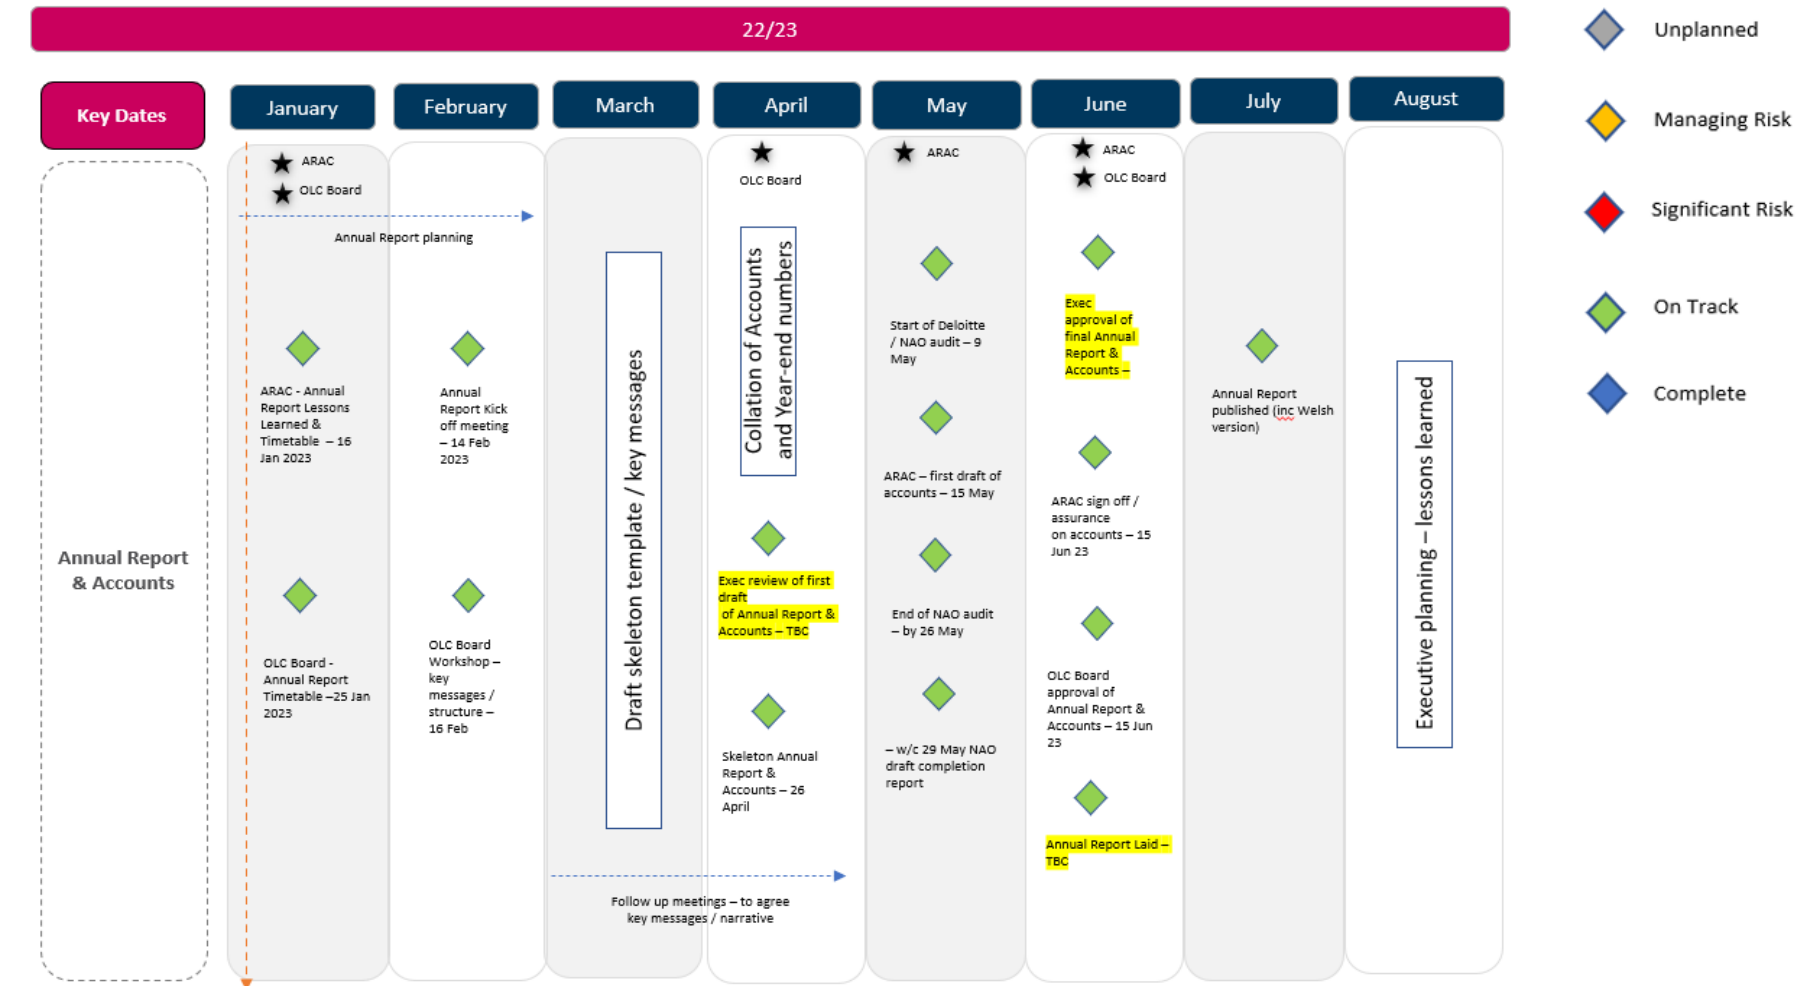 22/23
Key Dates
January
February
March
April
May
June
July
August
Unplanned
Managing Risk
Significant Risk
On Track
Complete
Annual Report
& Accounts
ARAC
OLC Board
Annual Report planning
ARAC - Annual
Report Lessons
Learned &
Timetable – 16
Jan 2023
OLC Board -
Annual Report
Timetable –25 Jan
2023
Annual
Report Kick
off meeting
– 14 Feb
2023
OLC Board
Workshop –
key
messages /
structure –
16 Feb
Draft skeleton template / key messages
OLC Board
Collation of Accounts
and Year-end numbers
Exec review of first
draft
of Annual Report &
Accounts – TBC
Skeleton Annual
Report &
Accounts – 26
April
Follow up meetings – to agree
key messages / narrative
ARAC
Start of Deloitte
/ NAO audit – 9
May
ARAC – first draft of
accounts – 15 May
End of NAO audit
– by 26 May
– w/c 29 May NAO
draft completion
report
ARAC
OLC Board
Exec
approval of
final Annual
Report &
Accounts –
ARAC sign off /
assurance
on accounts – 15
Jun 23
OLC Board
approval of
Annual Report &
Accounts – 15 Jun
23
Annual Report Laid –
TBC
Annual Report
published (inc Welsh
version)
Executive planning – lessons learned